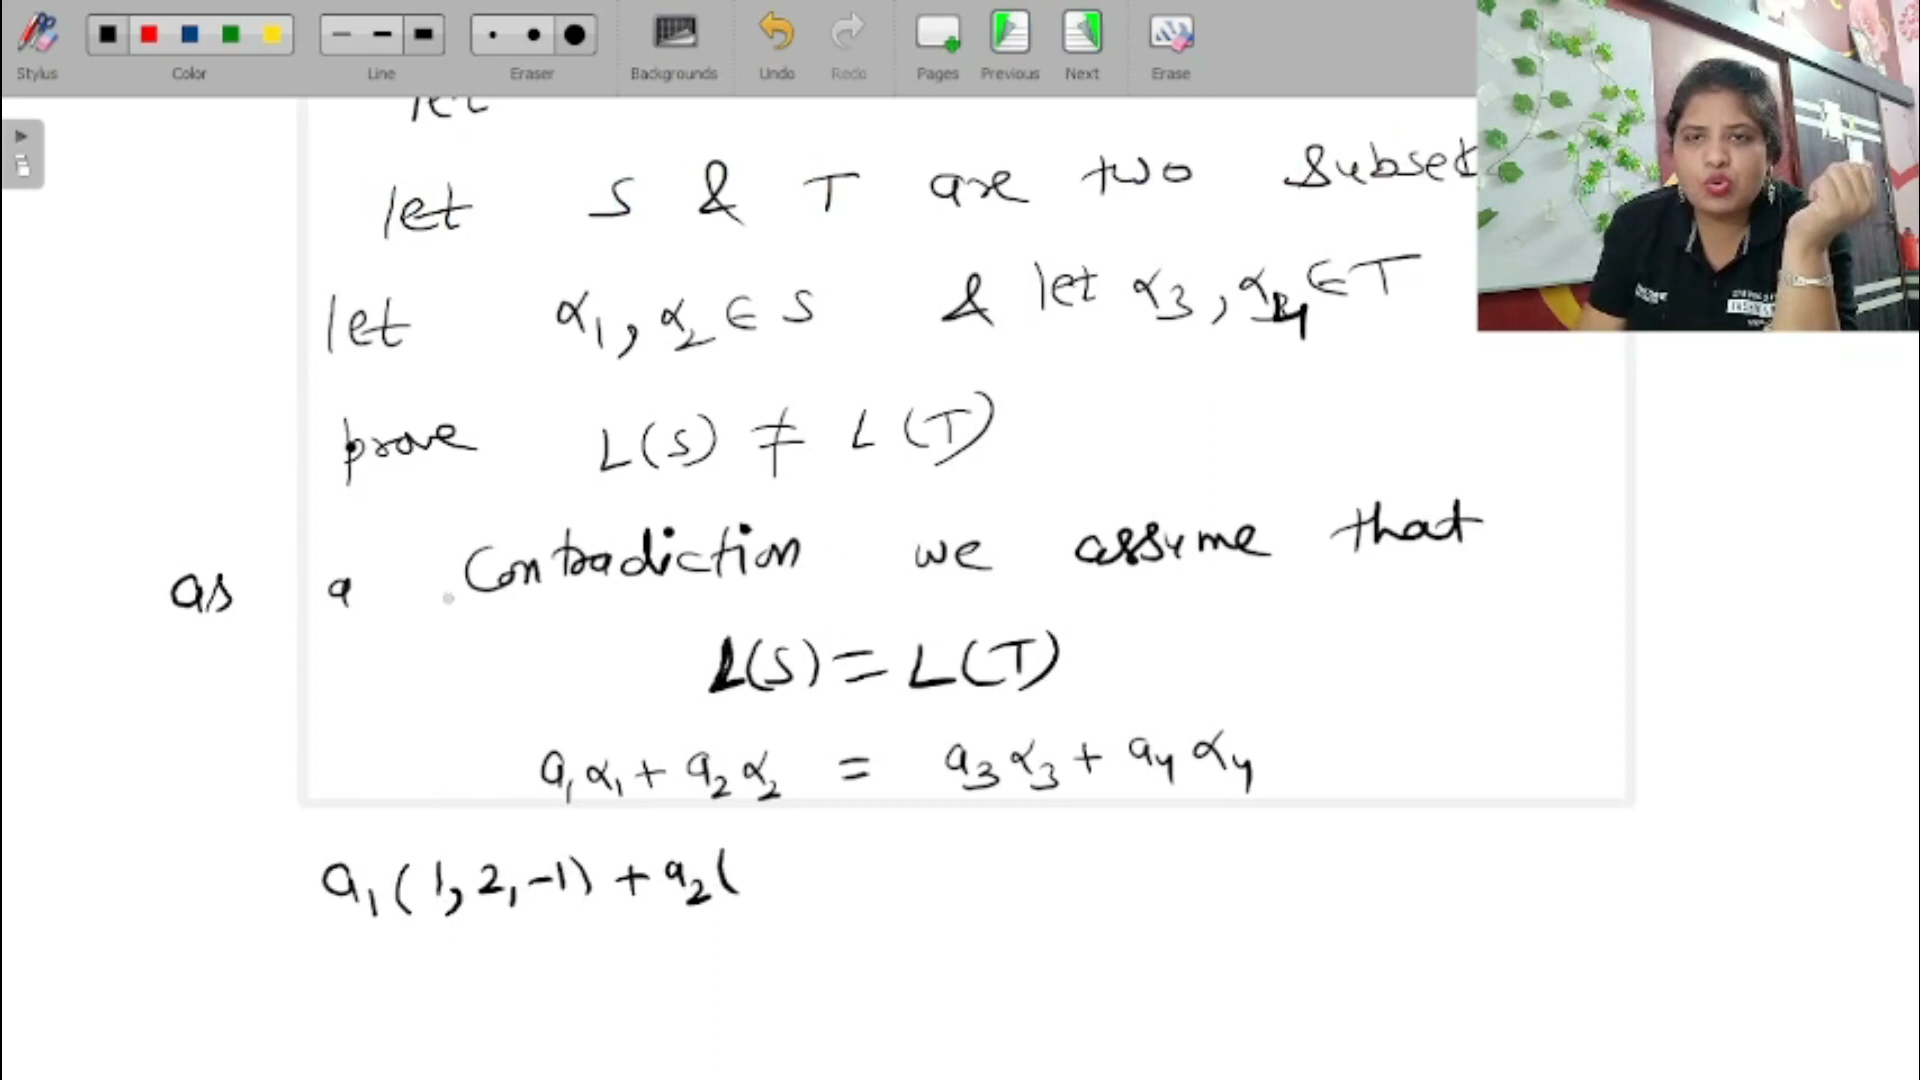 Stylus Color Line Eraser Backgrounds Undo Redo Pages Previous Next Erase
let
let S & T are two subset
let α₁, α₂ ∈ S & let α₃, α₄ ∈ T
prove L(S) ≠ L(T)
as a contradiction we assume that
L(S) = L(T)
a₁α₁ + a₂α₂ = a₃α₃ + a₄α₄
a₁(1, 2, -1) + a₂(